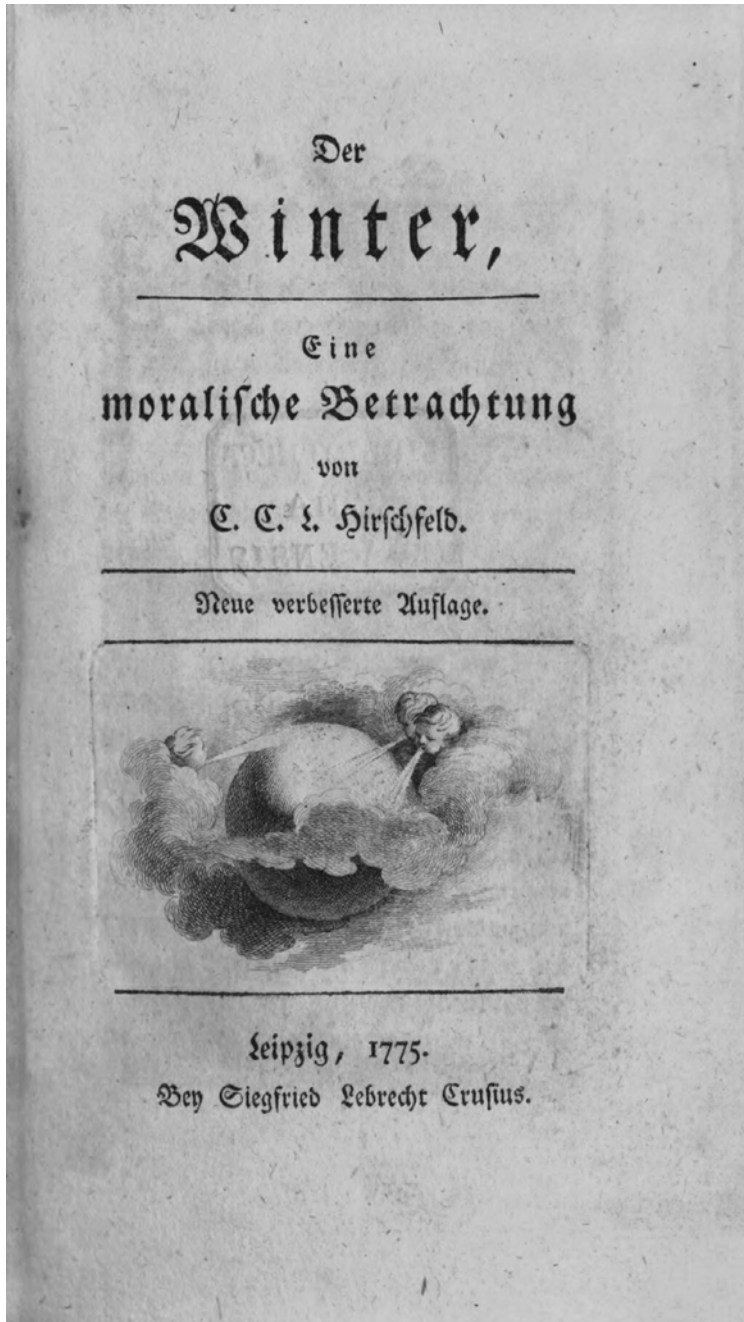 Der
Winter,
Eine
moraliſche Betrachtung
von
C. C. L. Hirſchfeld.
Neue verbeſſerte Auflage.
Leipzig, 1775.
Bey Siegfried Lebrecht Cruſius.